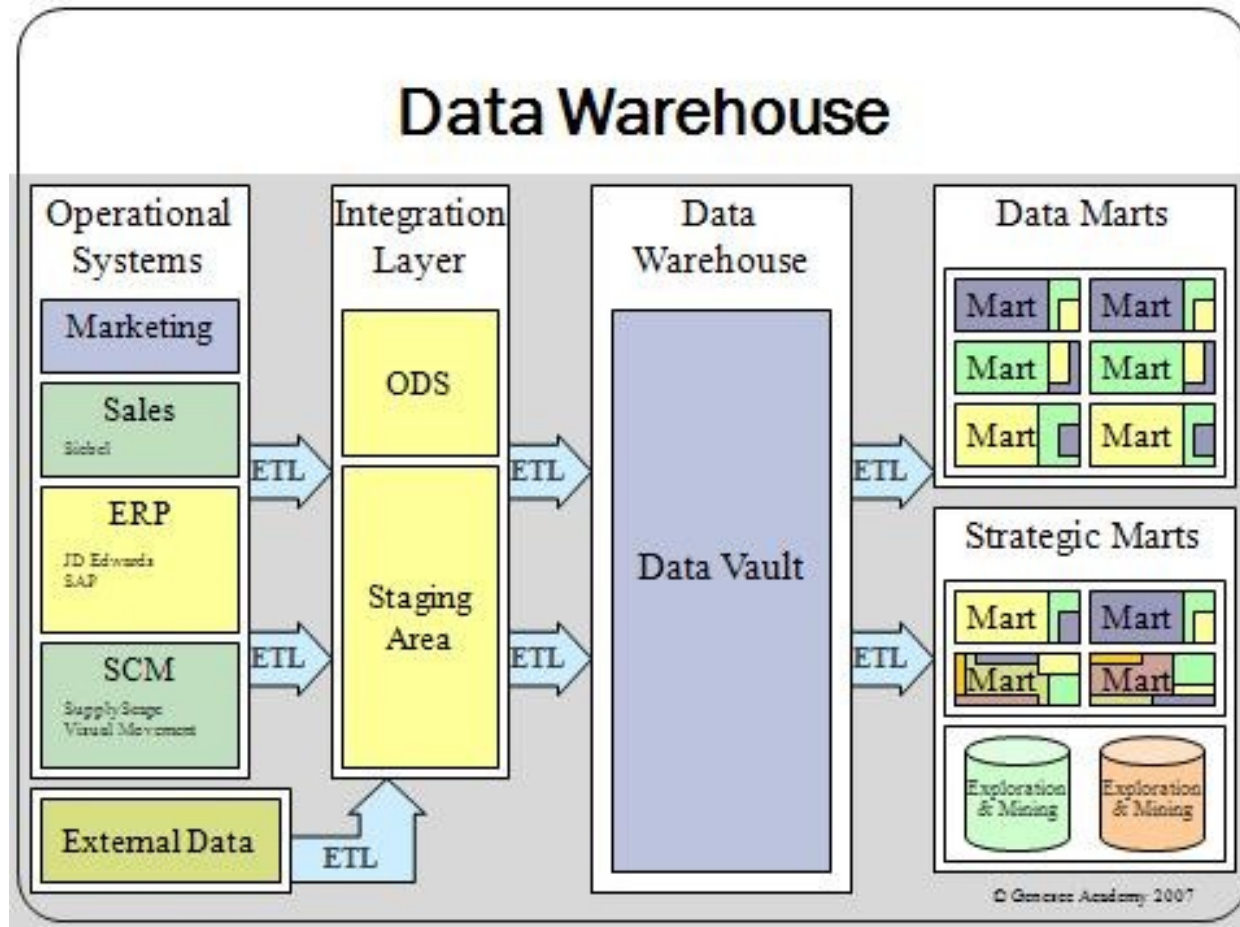 Data Warehouse
Operational
Systems
Marketing
Sales
Siebel
ERP
JD Edwards
SAP
SCM
SupplyScape
Visual Movement
External Data
ETL
ETL
ETL
Integration
Layer
ODS
Staging
Area
ETL
ETL
Data
Warehouse
Data Vault
ETL
ETL
Data Marts
Mart
Mart
Mart
Mart
Mart
Mart
Strategic Marts
Mart
Mart
Mart
Mart
Exploration
& Mining
Exploration
& Mining
© Genesee Academy 2007